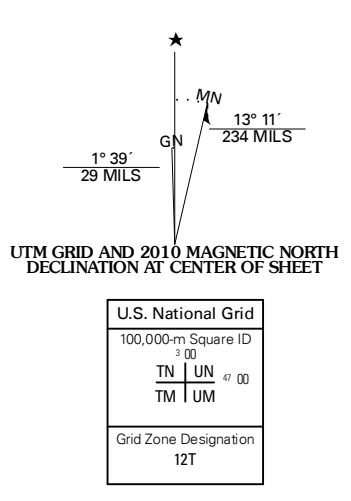 ★
MN
GN
13° 11´
234 MILS
1° 39´
29 MILS
UTM GRID AND 2010 MAGNETIC NORTH
DECLINATION AT CENTER OF SHEET
U.S. National Grid
100,000-m Square ID
3 00
TN UN 47 00
TM UM
Grid Zone Designation
12T